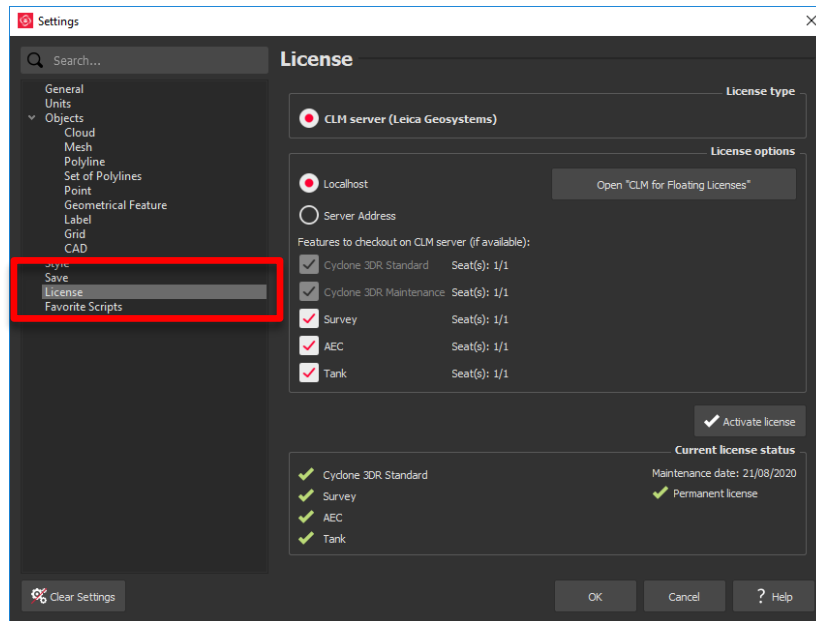 Settings
Search...
General
Units
Objects
Cloud
Mesh
Polyline
Set of Polylines
Point
Geometrical Feature
Label
Grid
CAD
Style
Save
License
Favorite Scripts
Clear Settings
License
License type
CLM server (Leica Geosystems)
License options
Localhost
Open "CLM for Floating Licenses"
Server Address
Features to checkout on CLM server (if available):
Cyclone 3DR Standard Seat(s): 1/1
Cyclone 3DR Maintenance Seat(s): 1/1
Survey Seat(s): 1/1
AEC Seat(s): 1/1
Tank Seat(s): 1/1
Activate license
Current license status
Cyclone 3DR Standard
Maintenance date: 21/08/2020
Survey
Permanent license
AEC
Tank
OK
Cancel
? Help